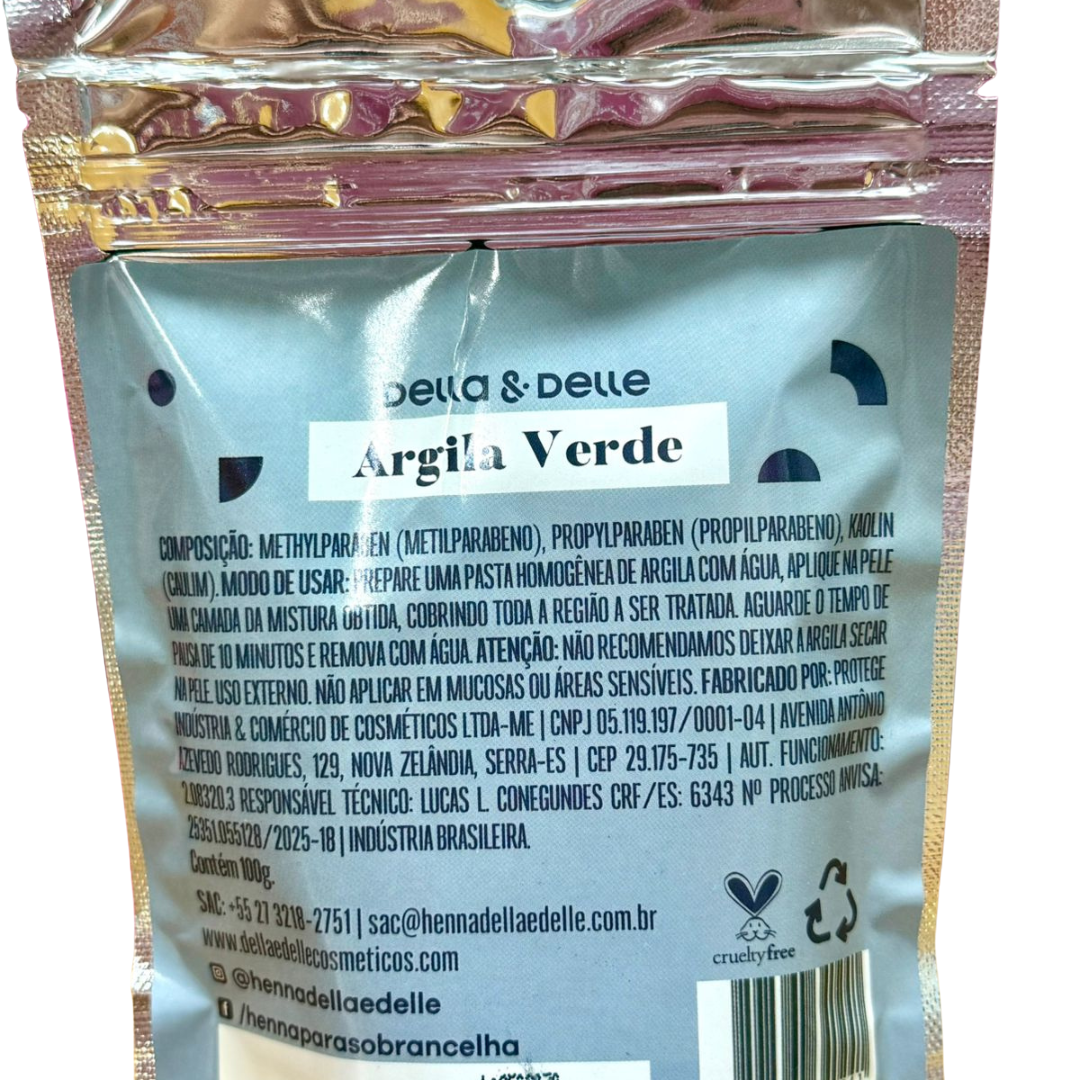 Della & Delle
Argila Verde
COMPOSIÇÃO: METHYLPARABEN (METILPARABENO), PROPYLPARABEN (PROPILPARABENO), KAOLIN
(CAULIM). MODO DE USAR: PREPARE UMA PASTA HOMOGÊNEA DE ARGILA COM ÁGUA, APLIQUE NA PELE
UMA CAMADA DA MISTURA OBTIDA, COBRINDO TODA A REGIÃO A SER TRATADA. AGUARDE O TEMPO DE
PAUSA DE 10 MINUTOS E REMOVA COM ÁGUA. ATENÇÃO: NÃO RECOMENDAMOS DEIXAR A ARGILA SECAR
NA PELE. USO EXTERNO. NÃO APLICAR EM MUCOSAS OU ÁREAS SENSÍVEIS. FABRICADO POR: PROTEGE
INDÚSTRIA & COMÉRCIO DE COSMÉTICOS LTDA-ME | CNPJ 05.119.197/0001-04 | AVENIDA ANTÔNIO
AZEVEDO RODRIGUES, 129, NOVA ZELÂNDIA, SERRA-ES | CEP 29.175-735 | AUT. FUNCIONAMENTO:
2.08320.3 RESPONSÁVEL TÉCNICO: LUCAS L. CONEGUNDES CRF/ES: 6343 Nº PROCESSO ANVISA:
25351.055128/2025-18 | INDÚSTRIA BRASILEIRA.
Contém 100g.
SAC: +55 27 3218-2751 | sac@hennadellaedelle.com.br
www.dellaedellecosmeticos.com
@hennadellaedelle
/hennaparasobrancelha
crueltyfree